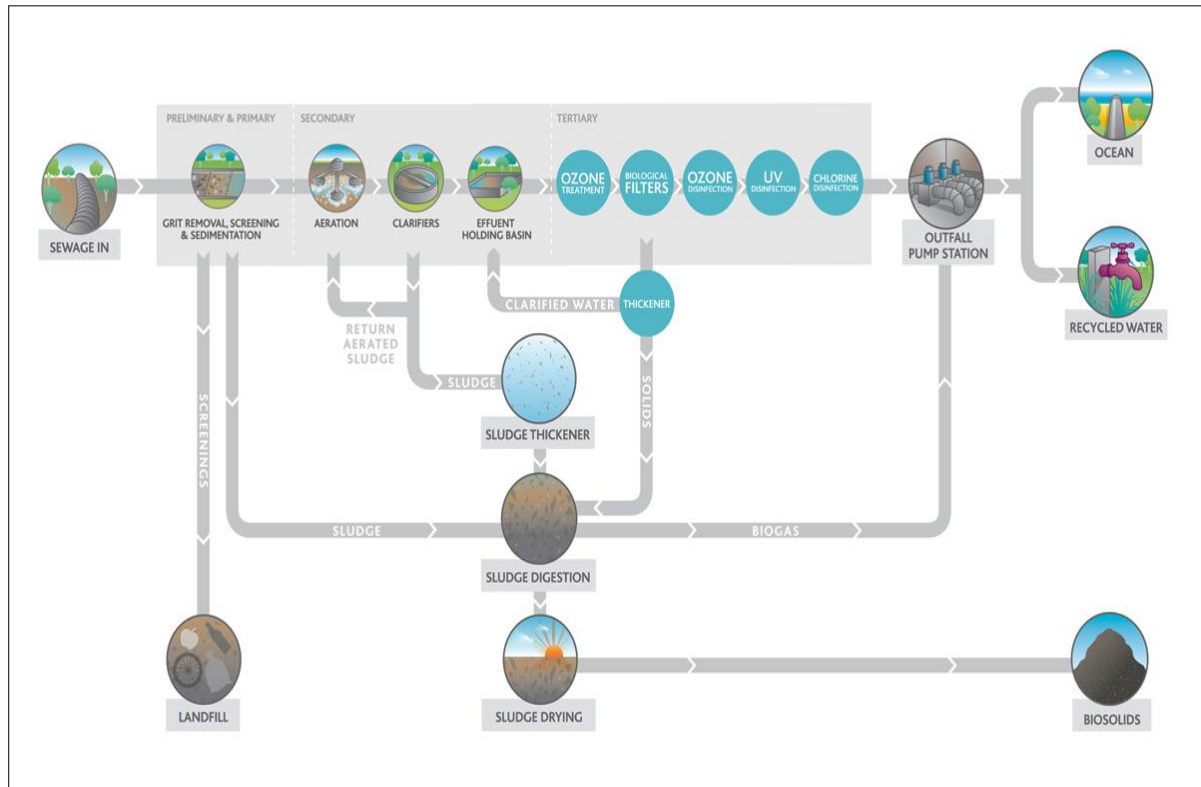 PRELIMINARY & PRIMARY
SECONDARY
TERTIARY
SEWAGE IN
GRIT REMOVAL, SCREENING
& SEDIMENTATION
AERATION
CLARIFIERS
EFFUENT
HOLDING BASIN
OZONE
TREATMENT
BIOLOGICAL
FILTERS
OZONE
DISINFECTION
UV
DISINFECTION
CHLORINE
DISINFECTION
OUTFALL
PUMP STATION
OCEAN
RECYCLED WATER
CLARIFIED WATER
THICKENER
RETURN
AERATED
SLUDGE
SLUDGE
SLUDGE THICKENER
SOLIDS
SCREENINGS
SLUDGE
BIOGAS
SLUDGE DIGESTION
LANDFILL
SLUDGE DRYING
BIOSOLIDS